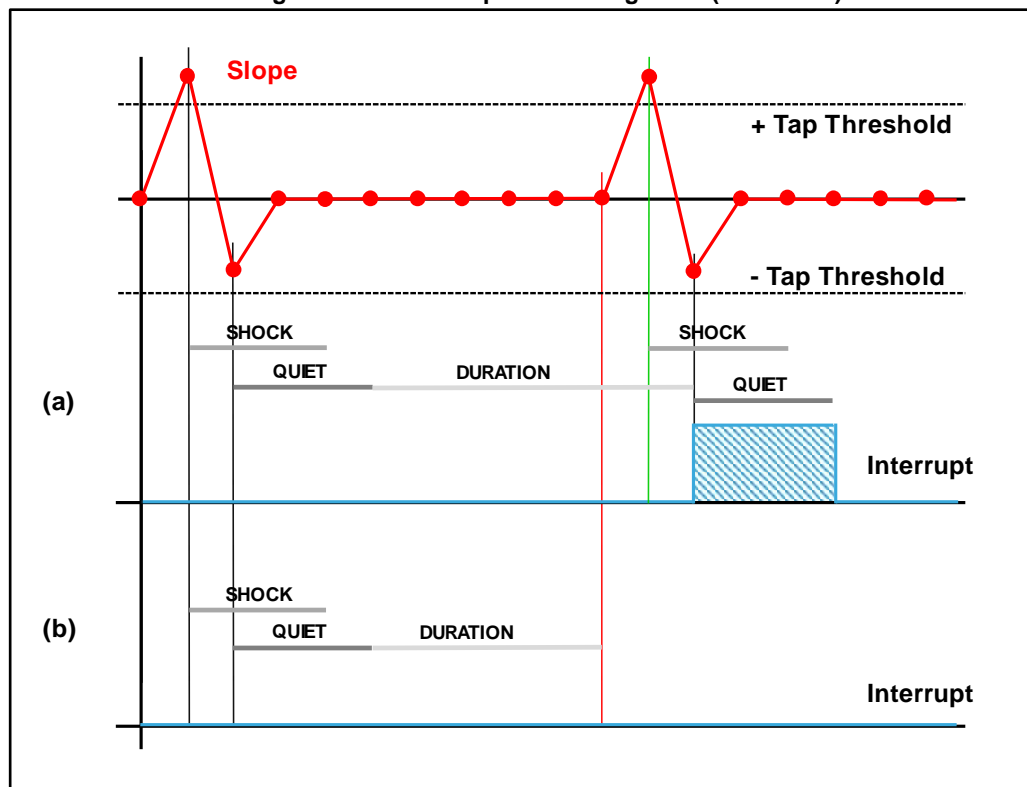 Slope
+ Tap Threshold
- Tap Threshold
SHOCK
SHOCK
QUIET
DURATION
QUIET
(a)
Interrupt
SHOCK
(b)
QUIET
DURATION
Interrupt